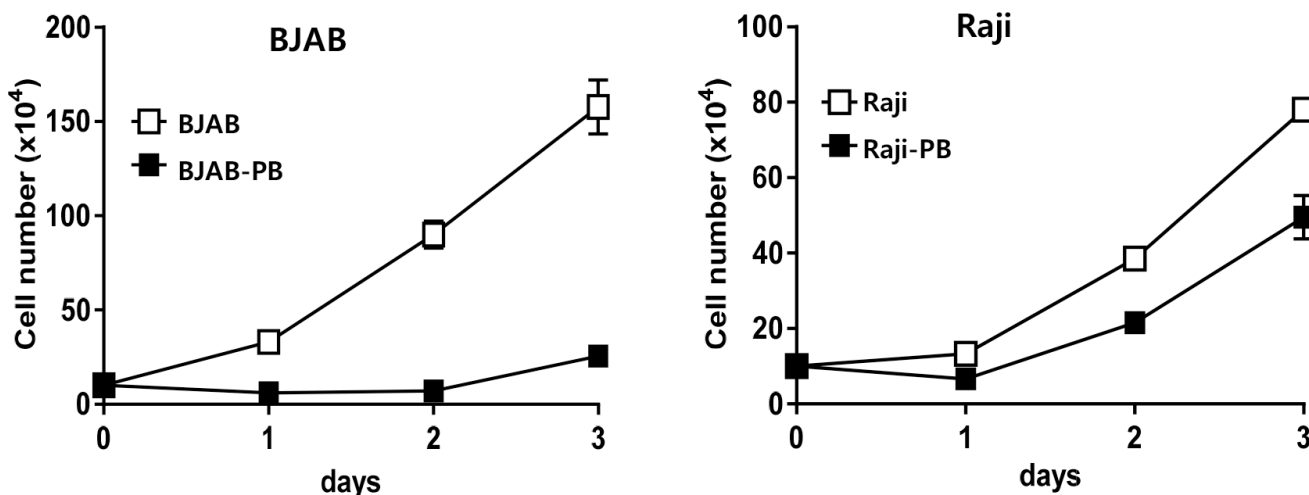 BJAB
Cell number (x10⁴)
200
150
100
50
0
BJAB
BJAB-PB
0 1 2 3
days
Raji
Cell number (x10⁴)
100
80
60
40
20
0
Raji
Raji-PB
0 1 2 3
days